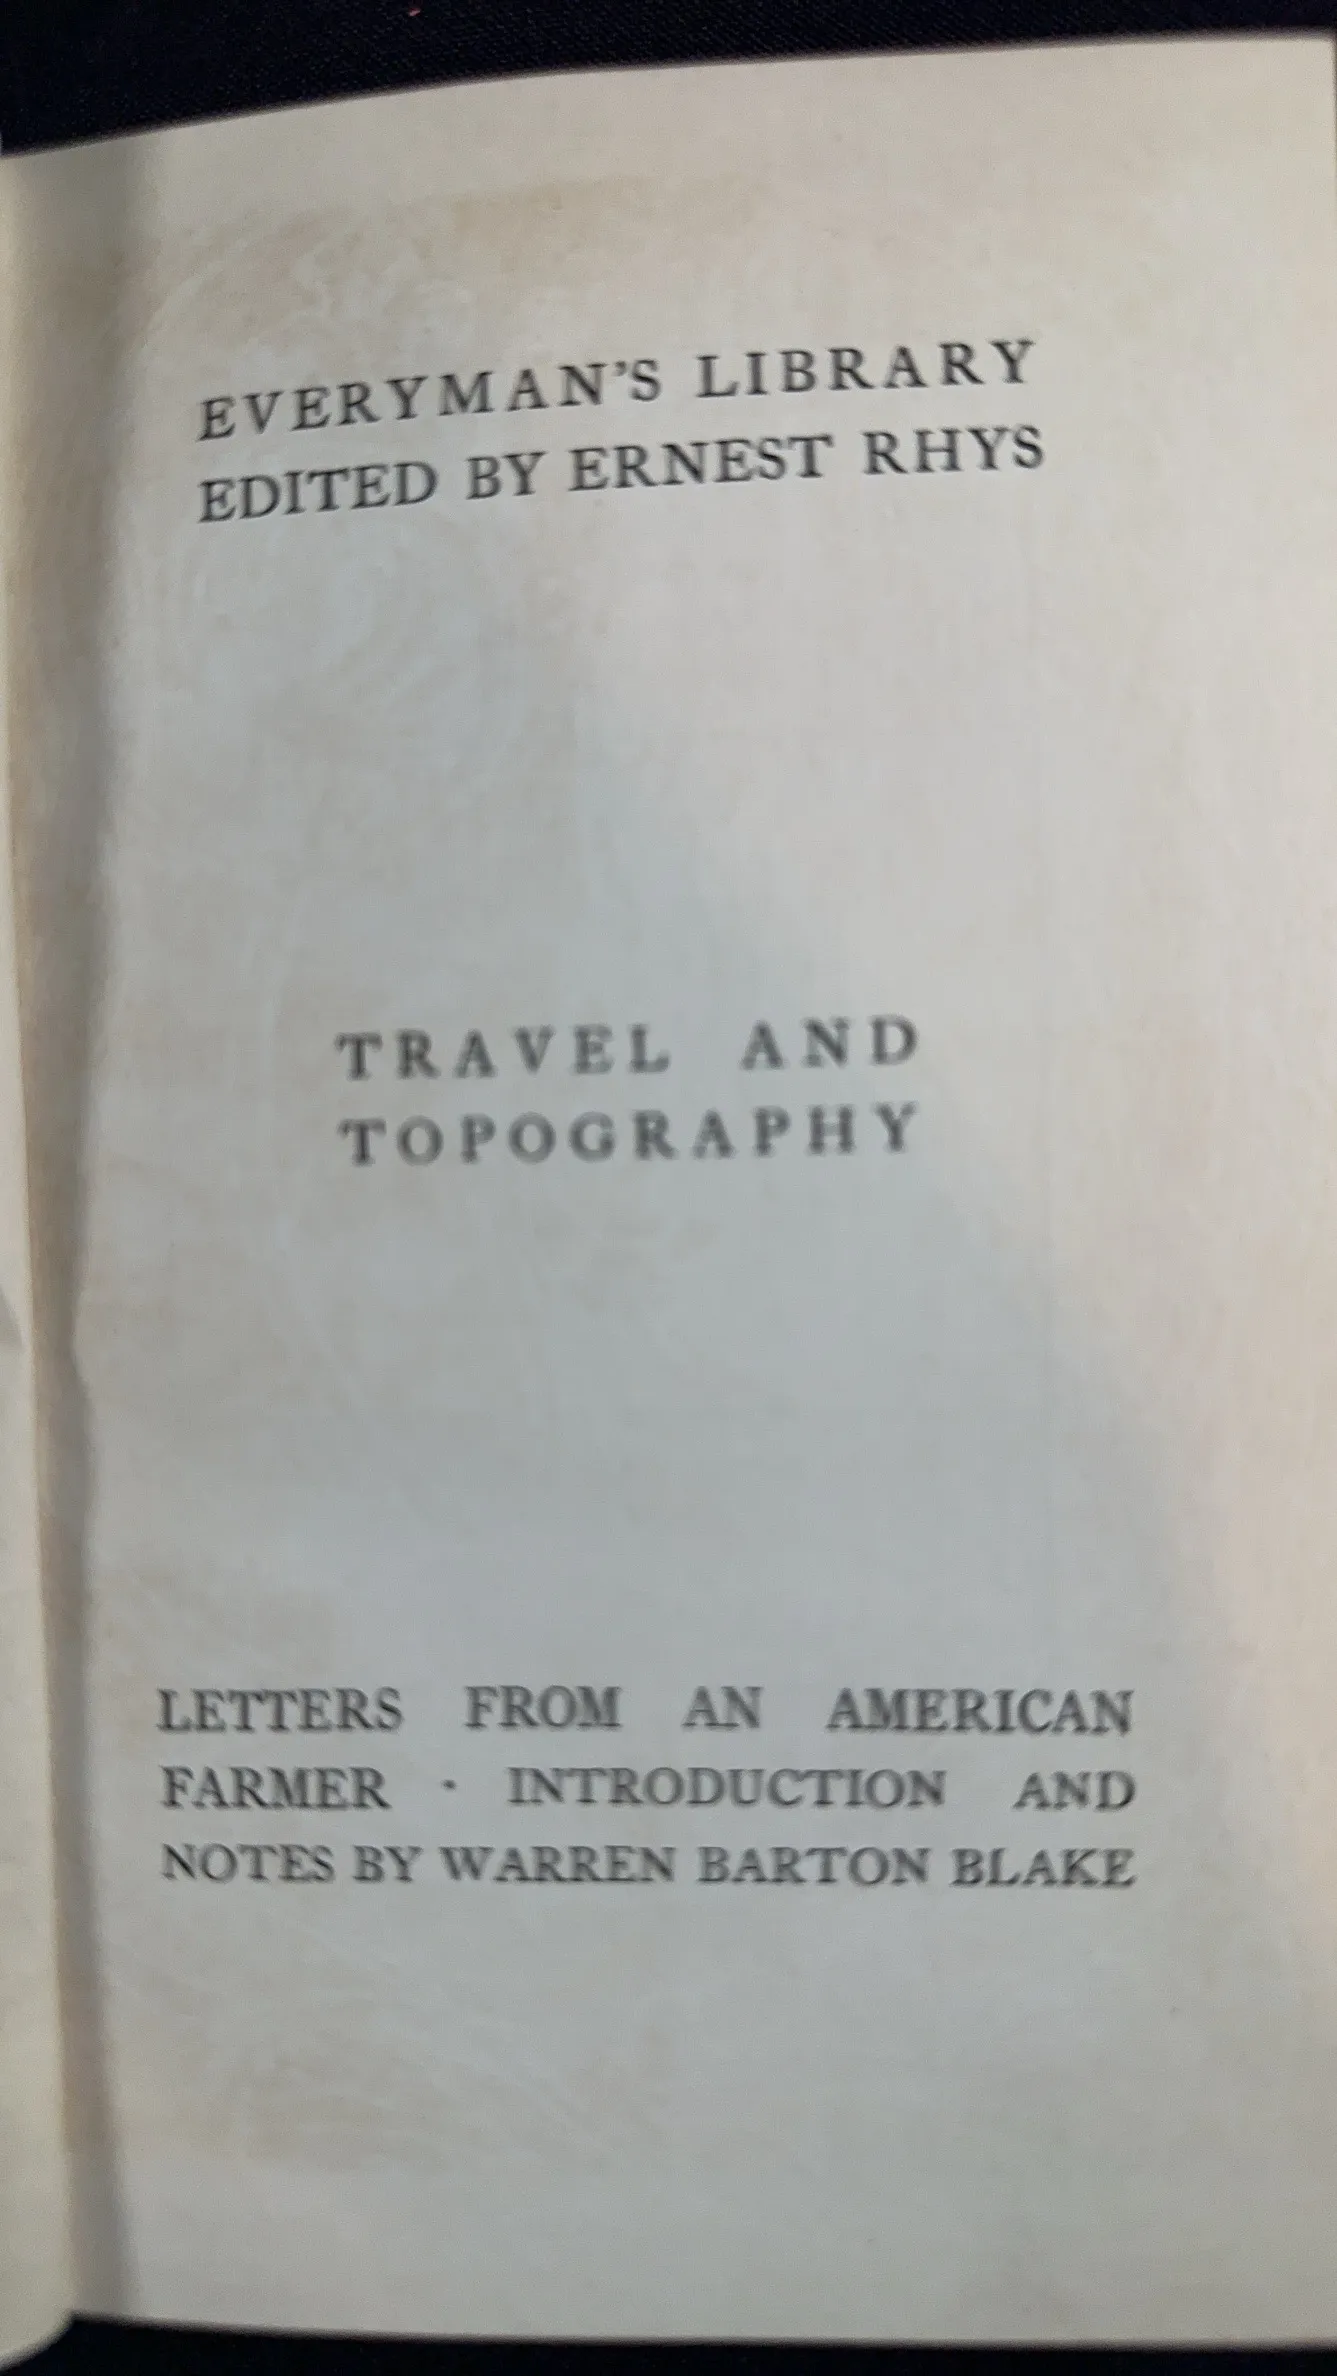 EVERYMAN'S LIBRARY
EDITED BY ERNEST RHYS
TRAVEL AND
TOPOGRAPHY
LETTERS FROM AN AMERICAN
FARMER · INTRODUCTION AND
NOTES BY WARREN BARTON BLAKE